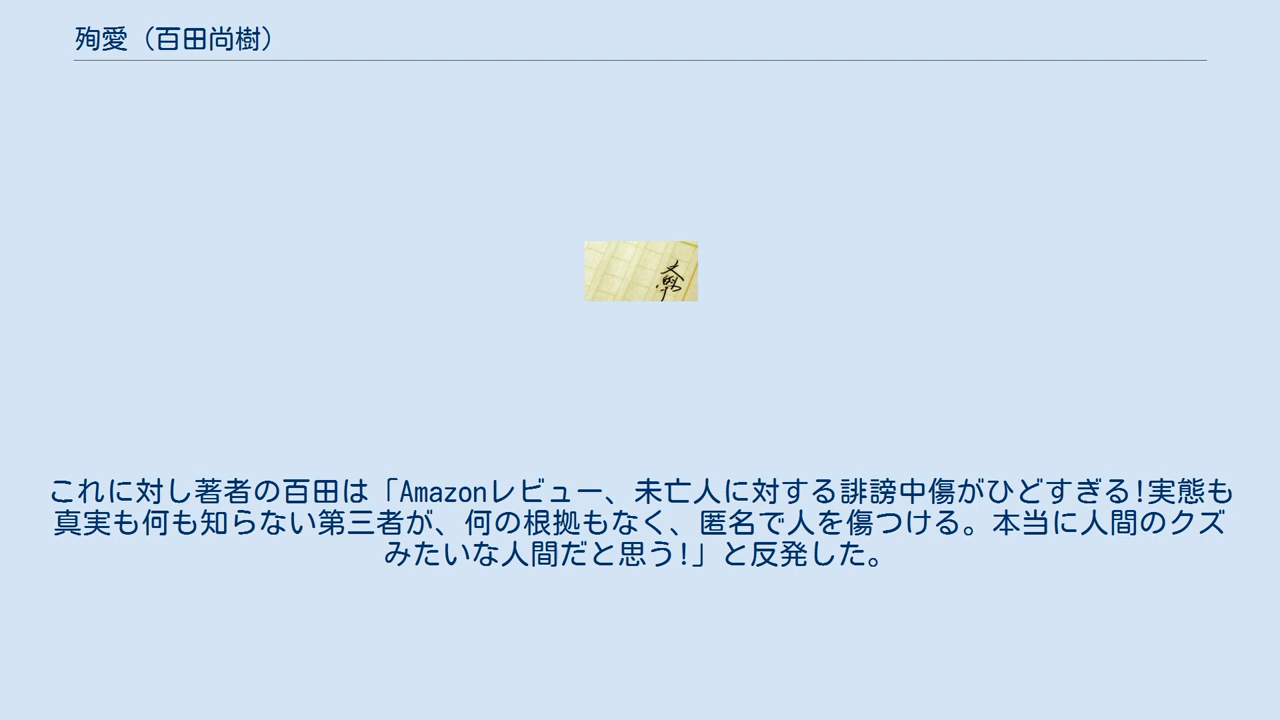 殉愛（百田尚樹）
これに対し著者の百田は「Amazonレビュー、未亡人に対する誹謗中傷がひどすぎる!実態も
真実も何も知らない第三者が、何の根拠もなく、匿名で人を傷つける。本当に人間のクズ
みたいな人間だと思う!」と反発した。